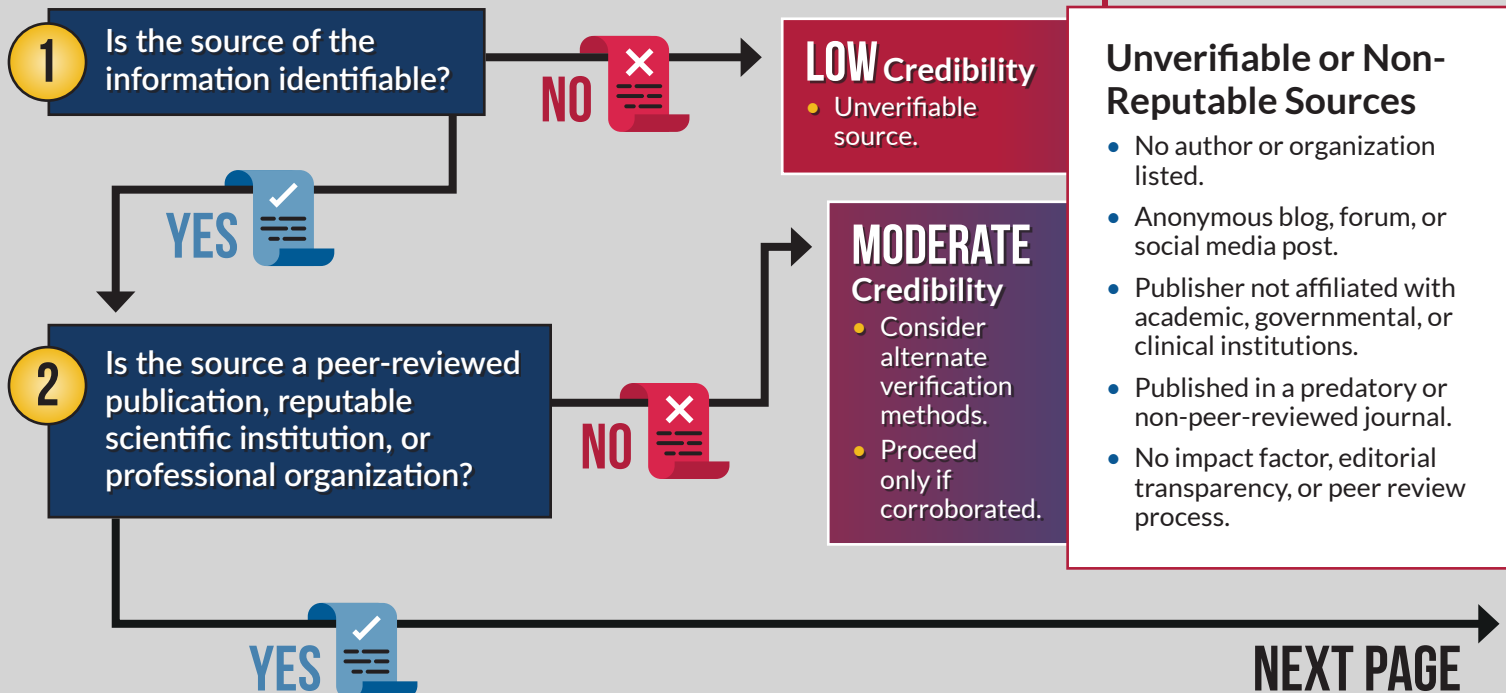 1
Is the source of the
information identifiable?
NO
LOW Credibility
• Unverifiable
source.
YES
2
Is the source a peer-reviewed
publication, reputable
scientific institution, or
professional organization?
NO
MODERATE
Credibility
• Consider
alternate
verification
methods.
• Proceed
only if
corroborated.
Unverifiable or Non-
Reputable Sources
• No author or organization
listed.
• Anonymous blog, forum, or
social media post.
• Publisher not affiliated with
academic, governmental, or
clinical institutions.
• Published in a predatory or
non-peer-reviewed journal.
• No impact factor, editorial
transparency, or peer review
process.
YES
NEXT PAGE